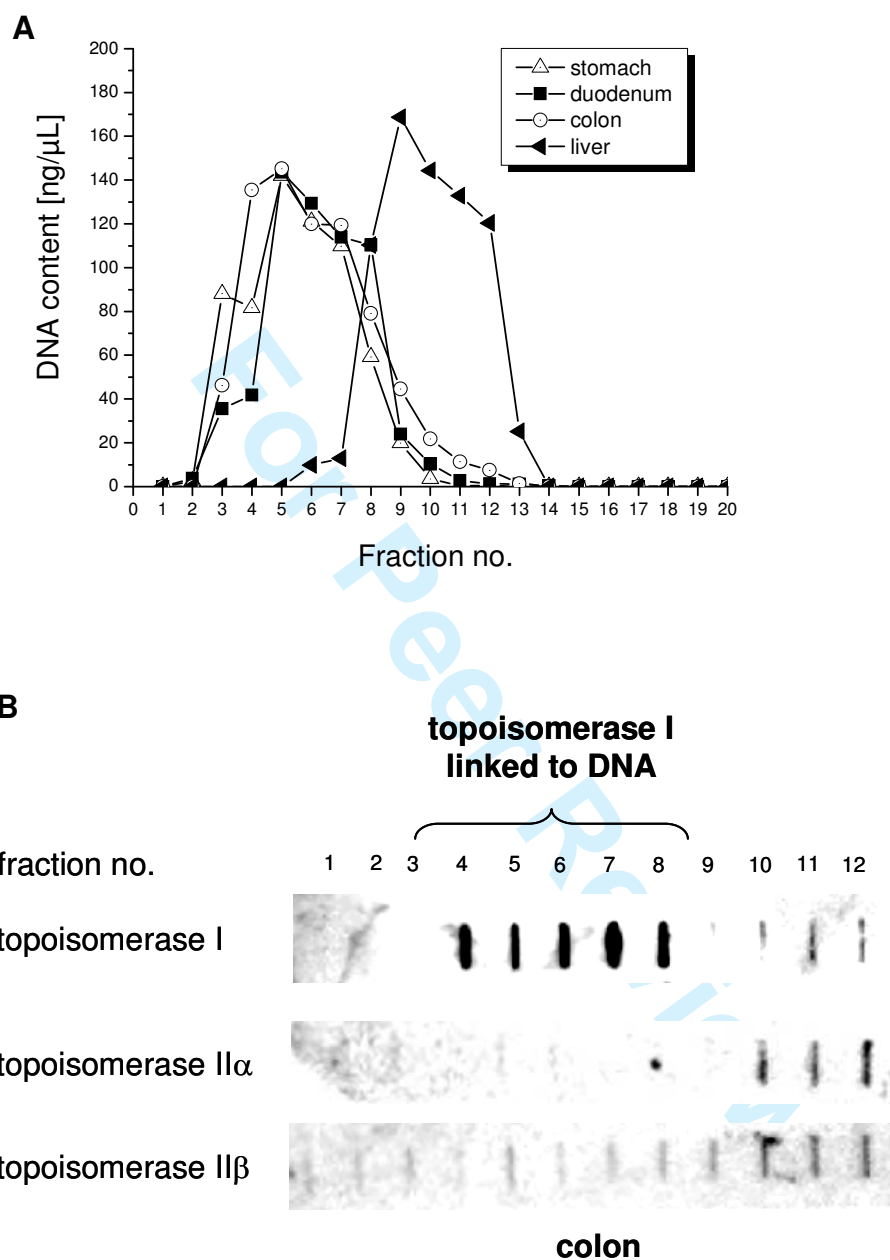 A
200
180
160
140
120
100
80
60
40
20
0
DNA content [ng/µL]
stomach
duodenum
colon
liver
0 1 2 3 4 5 6 7 8 9 10 11 12 13 14 15 16 17 18 19 20
Fraction no.
For Peer Review
B
topoisomerase I
linked to DNA
fraction no. 1 2 3 4 5 6 7 8 9 10 11 12
topoisomerase I
topoisomerase IIα
topoisomerase IIβ
colon